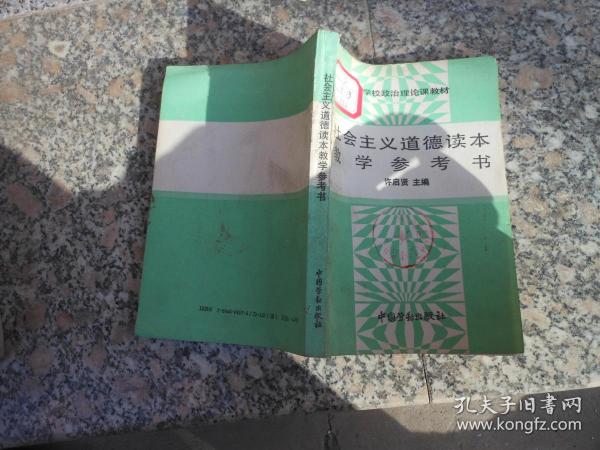 学校政治理论课教材
社会主义道德读本
教学参考书
许启贤 主编
中国劳动出版社
社会主义道德读本教学参考书
中国劳动出版社
ISBN
孔夫子旧书网
www.kongfz.com